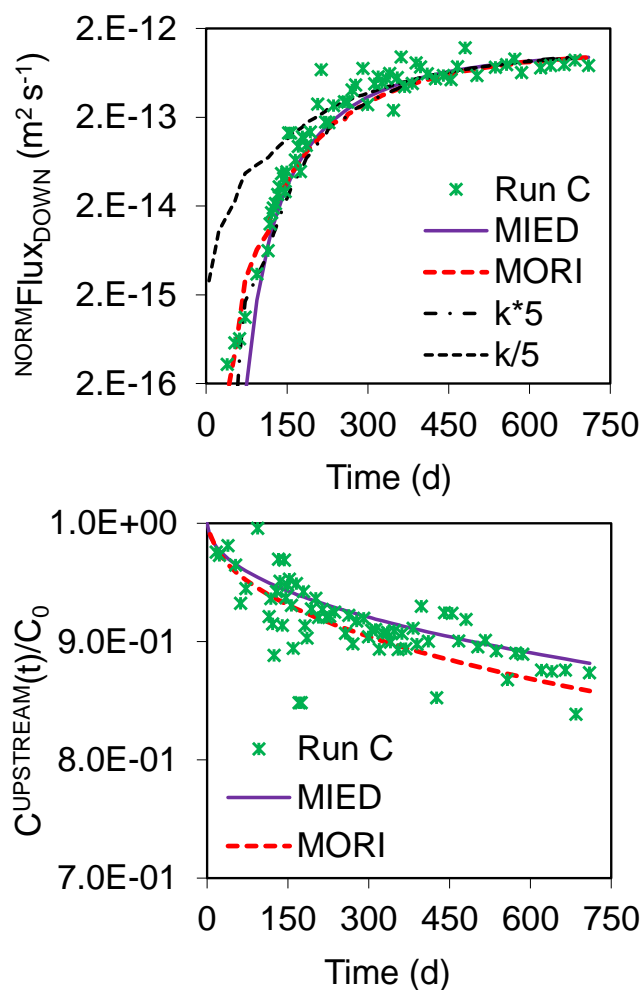 2.E-12
2.E-13
2.E-14
2.E-15
2.E-16
NORMFluxDOWN (m2 s-1)
Run C
MIED
MORI
k*5
k/5
0 150 300 450 600 750
Time (d)
1.0E+00
9.0E-01
8.0E-01
7.0E-01
CUPSTREAM(t)/C0
Run C
MIED
MORI
0 150 300 450 600 750
Time (d)